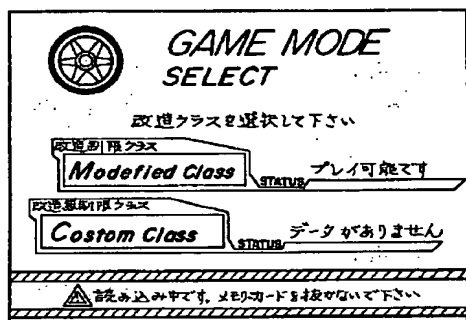 GAME MODE
SELECT
改造クラスを選択して下さい
改造制限クラス
Modefied Class
STATUS
プレイ可能です
改造無制限クラス
Costom Class
STATUS
データがありません
読み込み中です。メモリーカードを抜かないで下さい